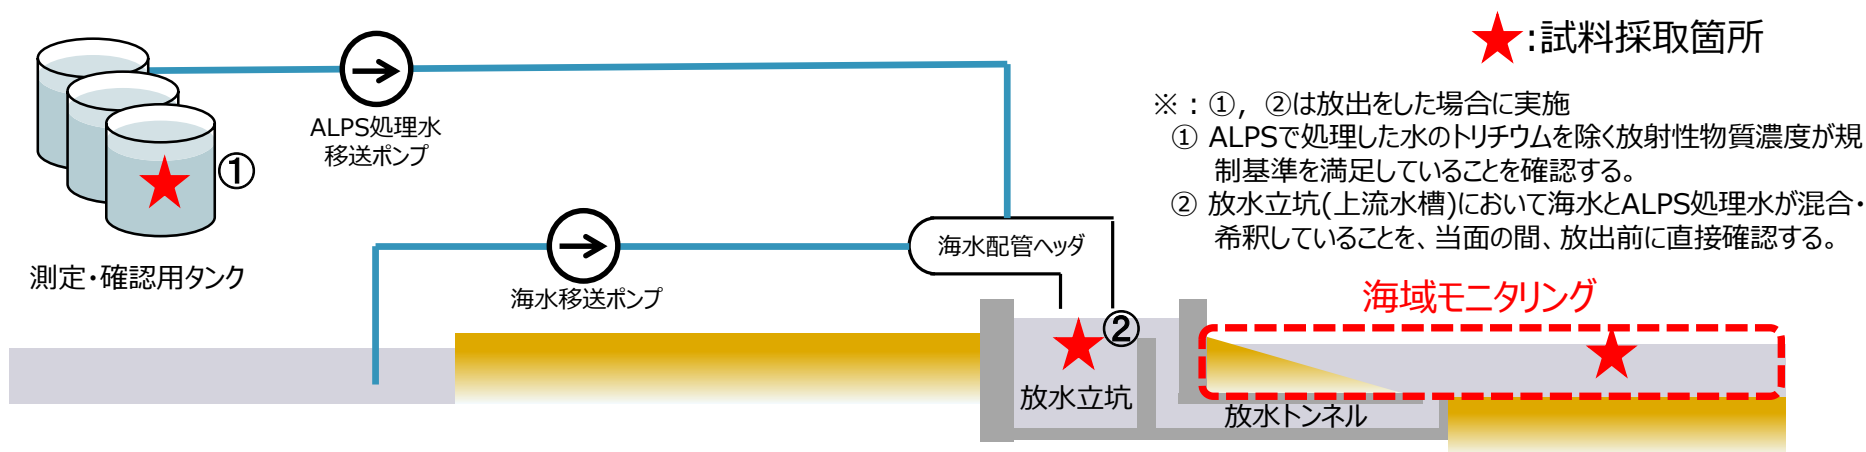 ★:試料採取箇所
※：①，②は放出をした場合に実施
① ALPSで処理した水のトリチウムを除く放射性物質濃度が規
制基準を満足していることを確認する。
② 放水立坑(上流水槽)において海水とALPS処理水が混合・
希釈していることを、当面の間、放出前に直接確認する。
ALPS処理水
移送ポンプ
①
測定・確認用タンク
海水移送ポンプ
海水配管ヘッダ
海域モニタリング
②
放水立坑
放水トンネル